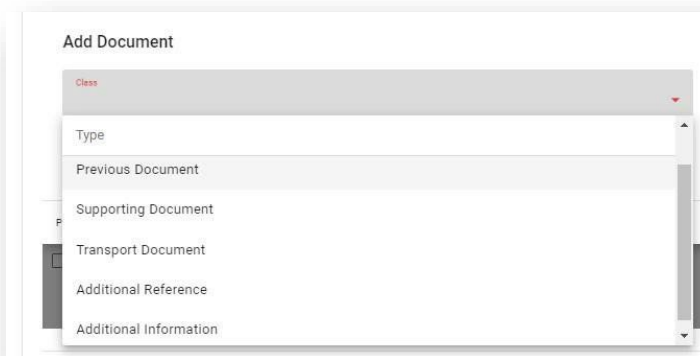 Add Document
Class
Type
Previous Document
Supporting Document
P
Transport Document
Additional Reference
Additional Information